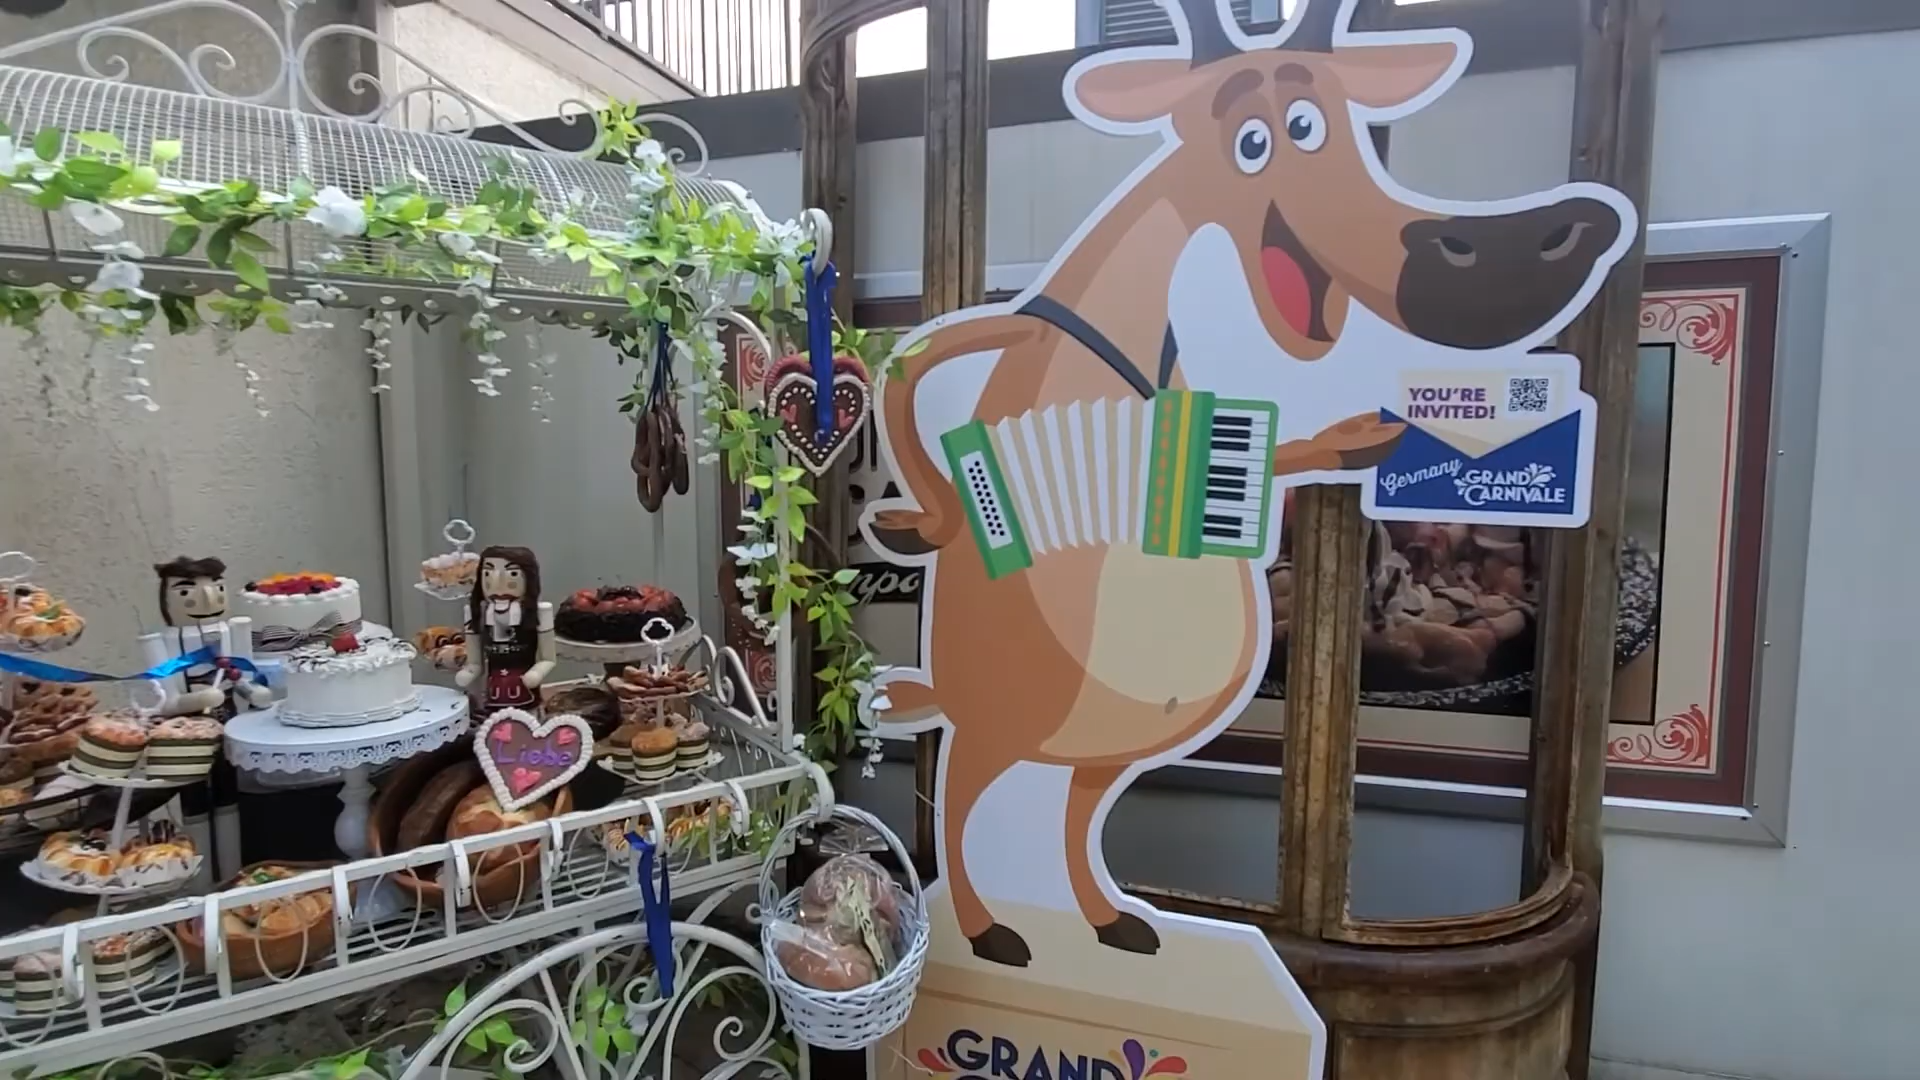 YOU'RE
INVITED!
Germany
GRAND
CARNIVALE
Liebe
GRAND